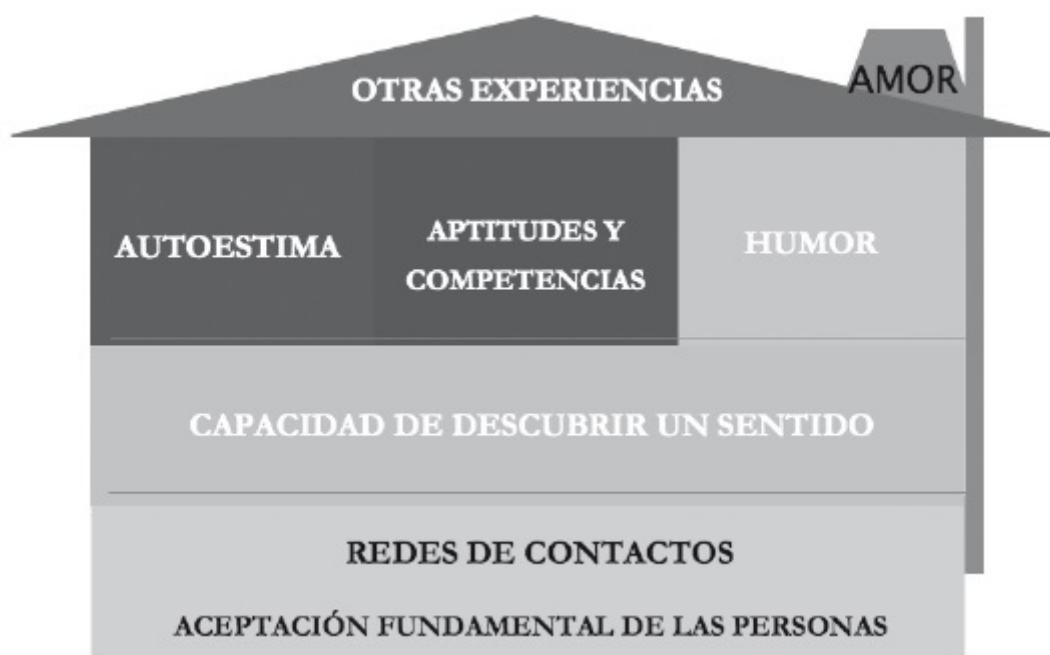 OTRAS EXPERIENCIAS
AMOR
AUTOESTIMA
APTITUDES Y
COMPETENCIAS
HUMOR
CAPACIDAD DE DESCUBRIR UN SENTIDO
REDES DE CONTACTOS
ACEPTACIÓN FUNDAMENTAL DE LAS PERSONAS